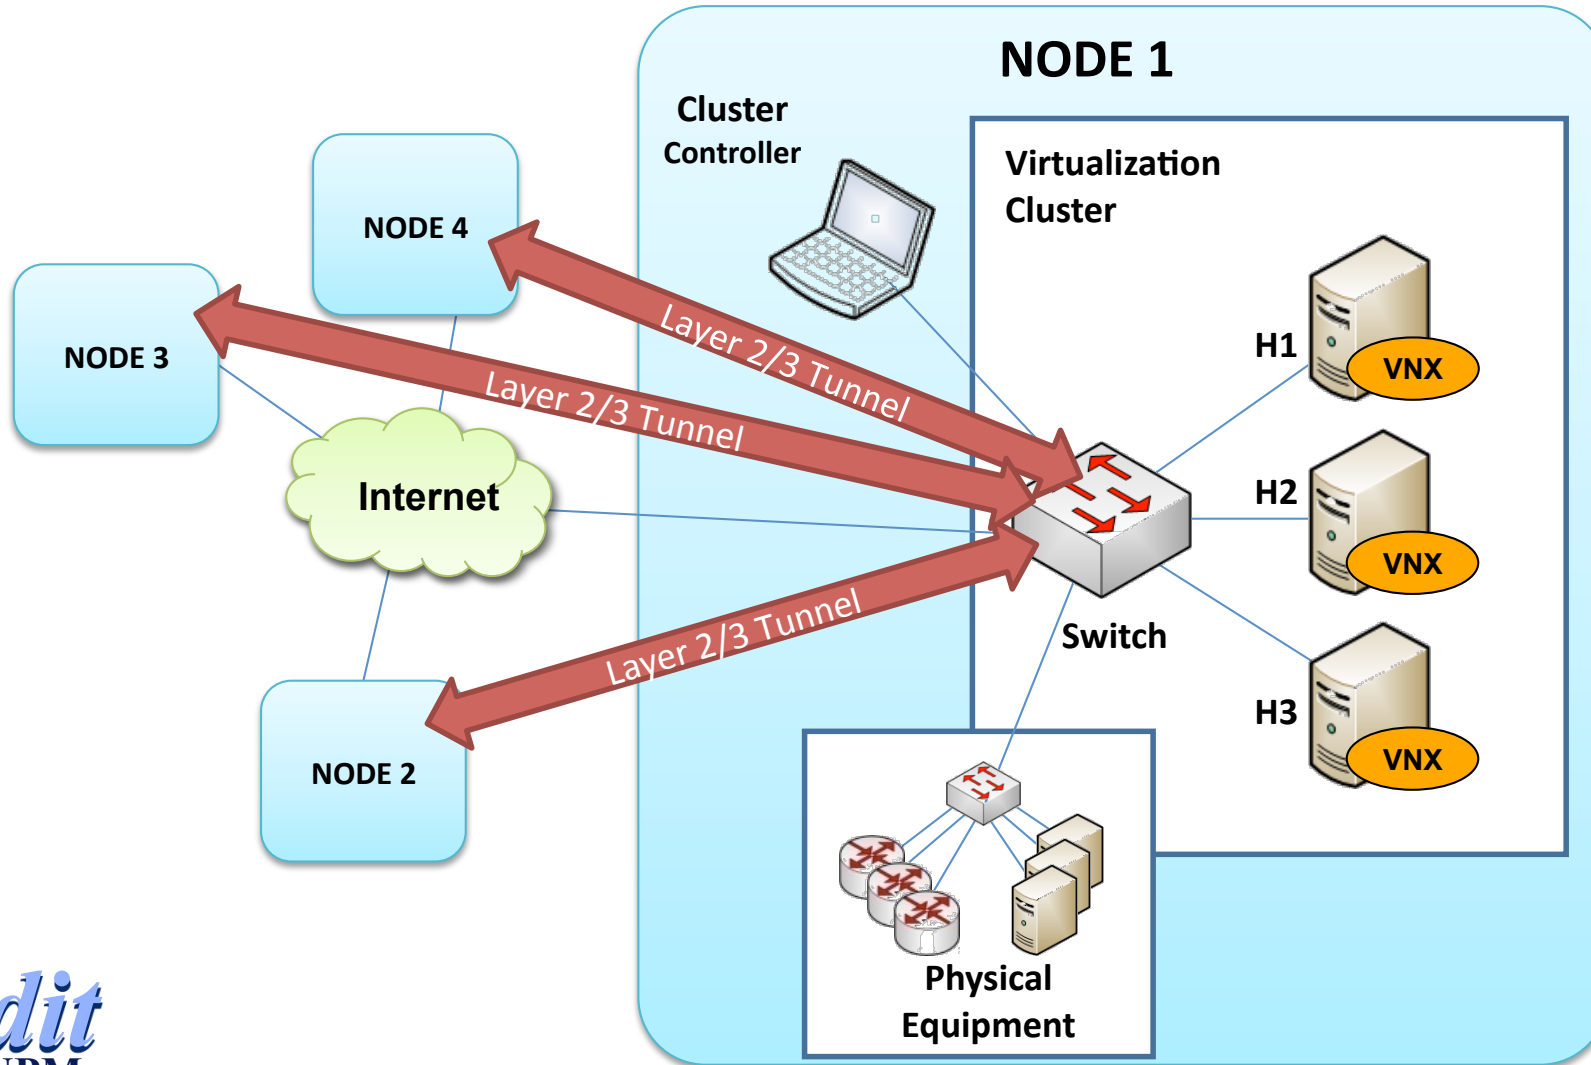 NODE 1
Cluster
Controller
Virtualization
Cluster
NODE 4
NODE 3
Layer 2/3 Tunnel
Layer 2/3 Tunnel
H1
VNX
Internet
H2
VNX
Layer 2/3 Tunnel
Switch
H3
VNX
NODE 2
Physical
Equipment
dit
UPM